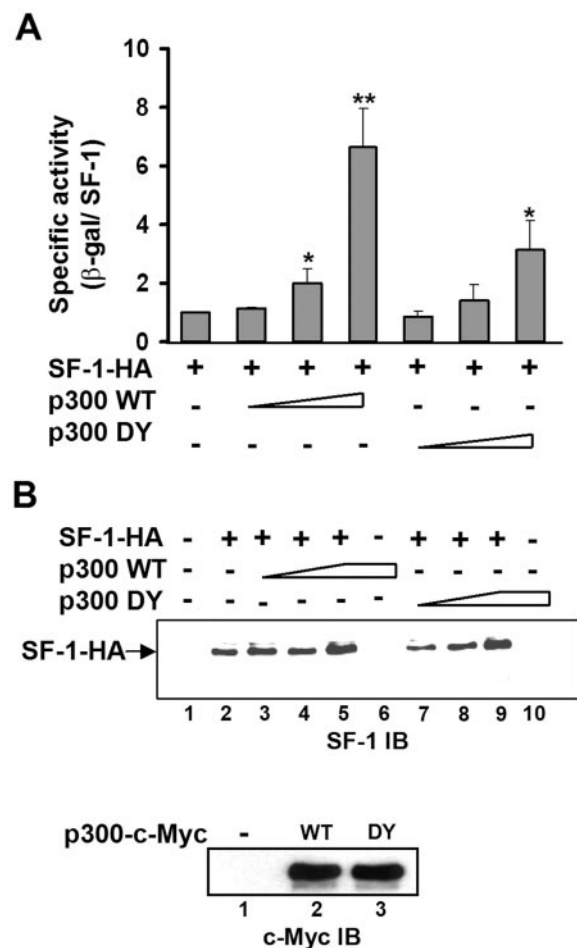 A
10
8
6
4
2
0
Specific activity
(β-gal/ SF-1)
* ** *
SF-1-HA + + + + + + +
p300 WT - - - -
p300 DY - - - -
B
SF-1-HA - + + + + - + + + -
p300 WT - - - - - -
p300 DY - - - - - -
SF-1-HA
1 2 3 4 5 6 7 8 9 10
SF-1 IB
p300-c-Myc - WT DY
1 2 3
c-Myc IB